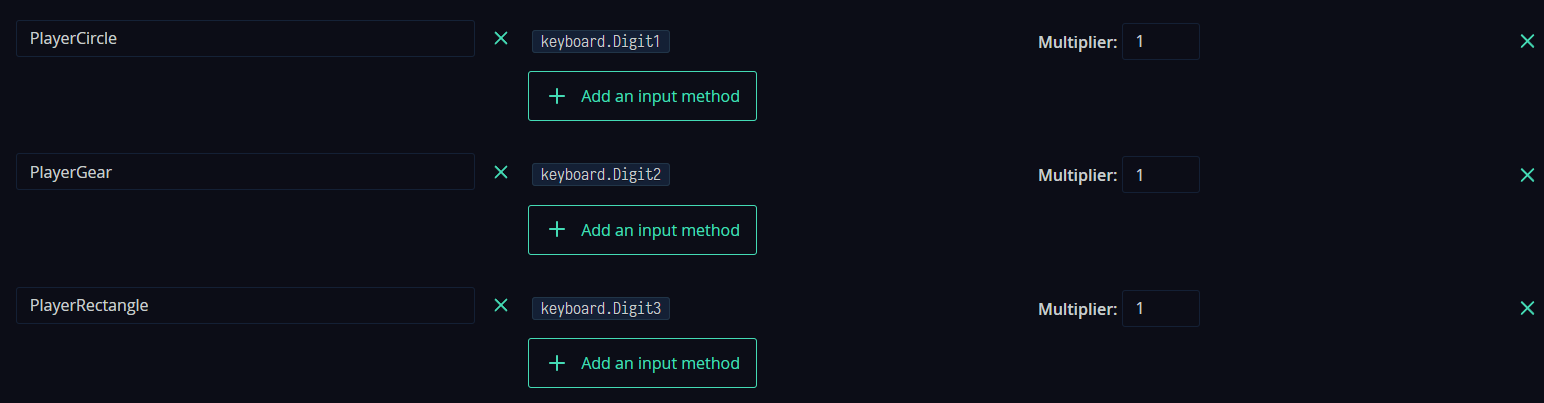 PlayerCircle keyboard.Digit1 Multiplier: 1
Add an input method
PlayerGear keyboard.Digit2 Multiplier: 1
Add an input method
PlayerRectangle keyboard.Digit3 Multiplier: 1
Add an input method